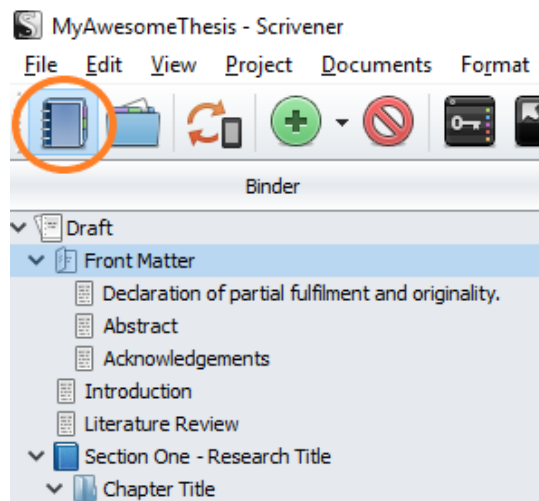 MyAwesomeThesis - Scrivener
File Edit View Project Documents Format
Binder
Draft
Front Matter
Declaration of partial fulfilment and originality.
Abstract
Acknowledgements
Introduction
Literature Review
Section One - Research Title
Chapter Title